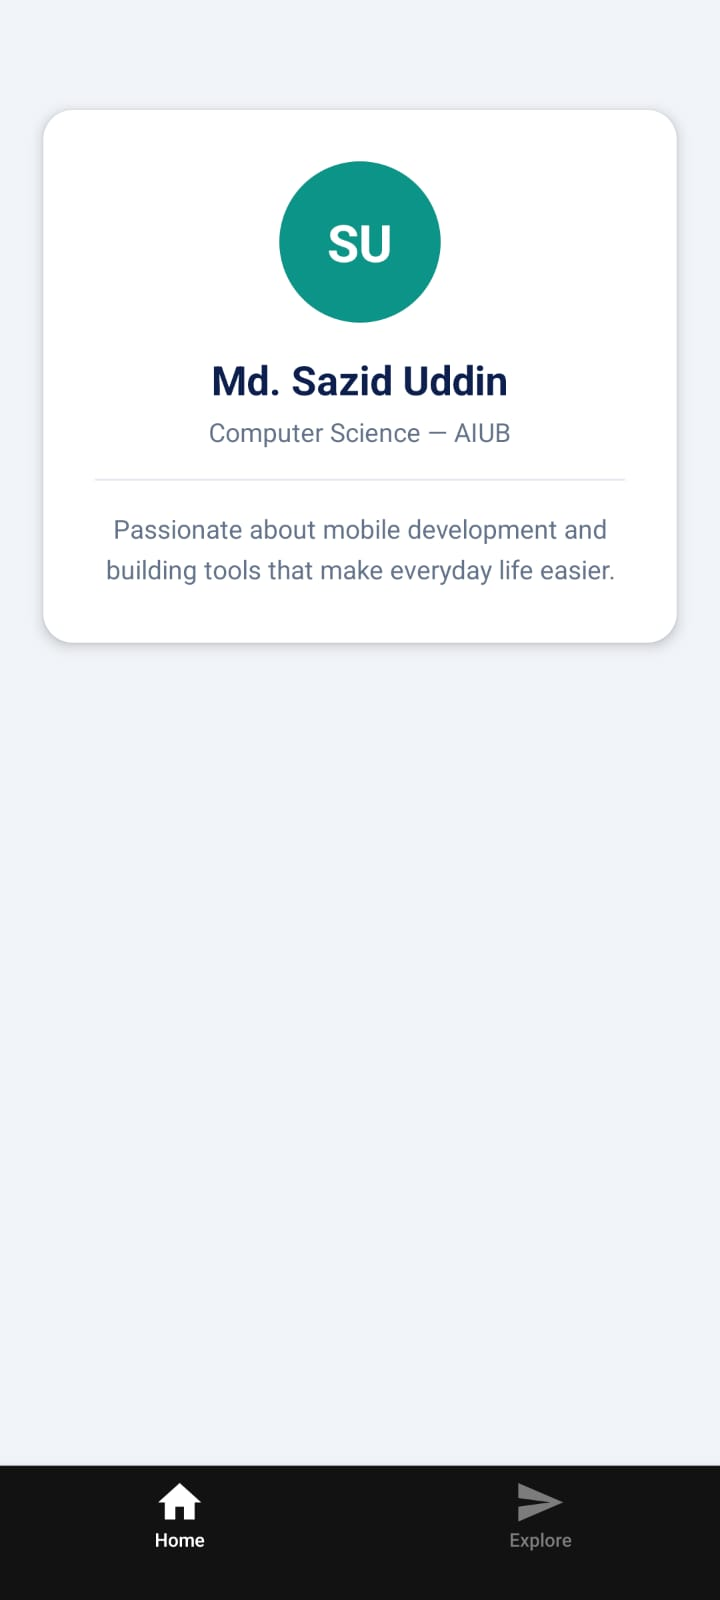 SU
Md. Sazid Uddin
Computer Science — AIUB
Passionate about mobile development and
building tools that make everyday life easier.
Home
Explore